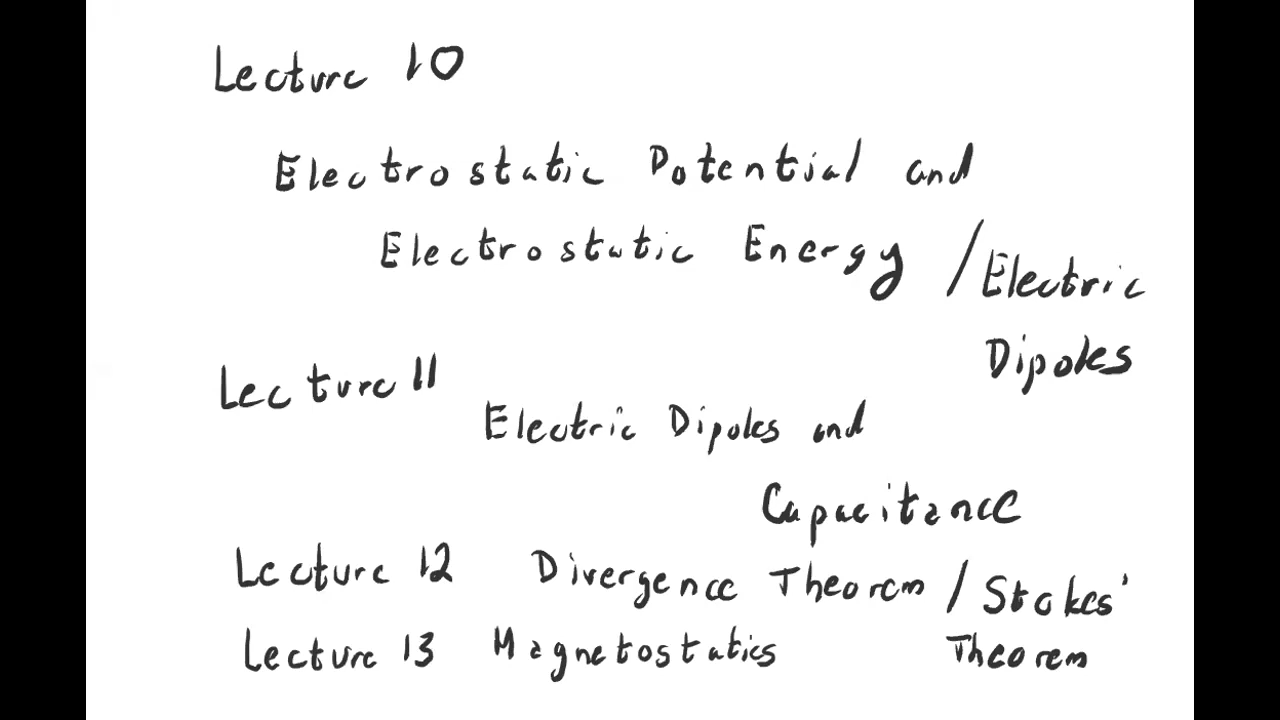 Lecture 10
Electrostatic Potential and
Electrostatic Energy / Electric
Dipoles
Lecture 11
Electric Dipoles and
Capacitance
Lecture 12 Divergence Theorem / Stokes'
Theorem
Lecture 13 Magnetostatics